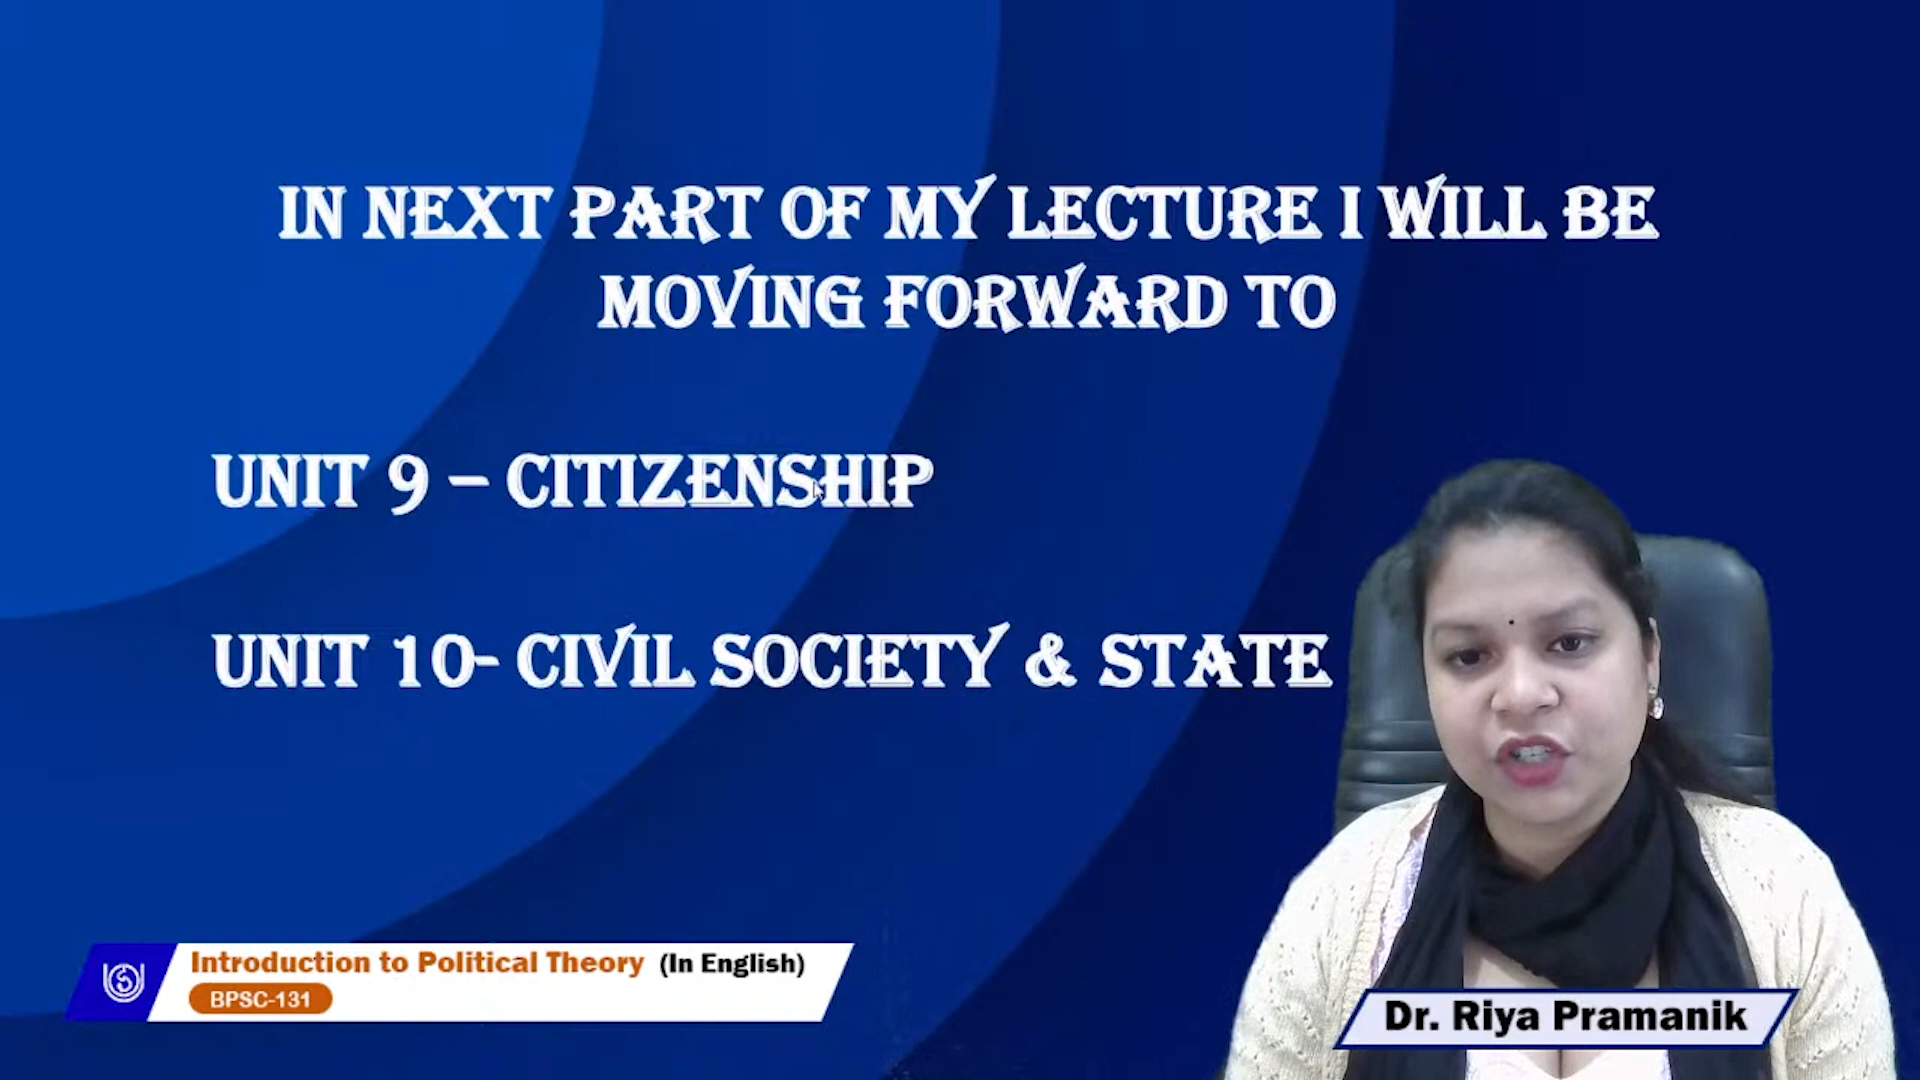 IN NEXT PART OF MY LECTURE I WILL BE
MOVING FORWARD TO
UNIT 9 – CITIZENSHIP
UNIT 10- CIVIL SOCIETY & STATE
Introduction to Political Theory (In English)
BPSC-131
Dr. Riya Pramanik